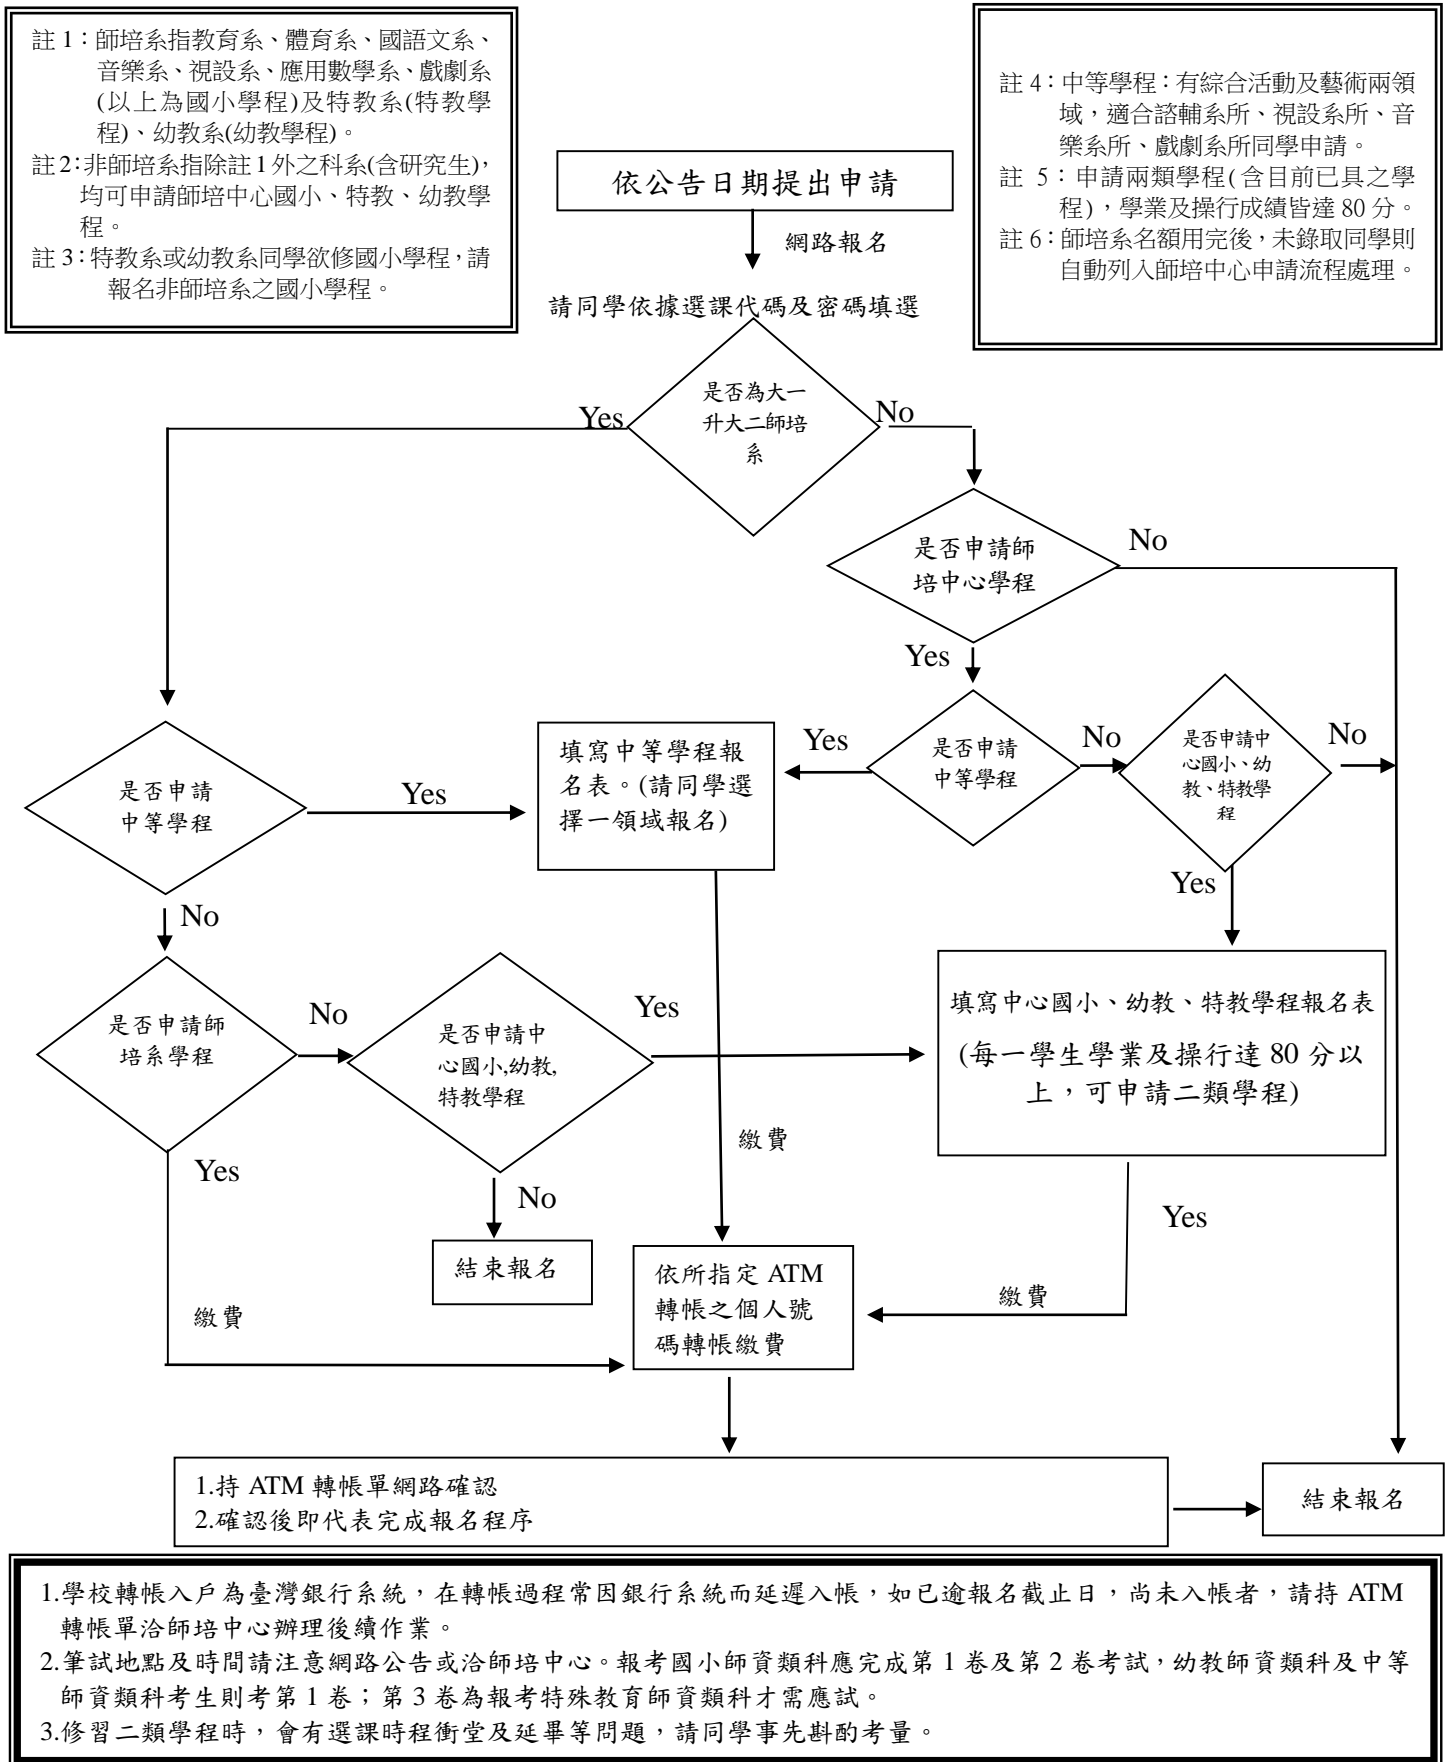 註 1：師培系指教育系、體育系、國語文系、
音樂系、視設系、應用數學系、戲劇系
(以上為國小學程)及特教系(特教學
程)、幼教系(幼教學程)。
註 2：非師培系指除註 1 外之科系(含研究生)，
均可申請師培中心國小、特教、幼教學
程。
註 3：特教系或幼教系同學欲修國小學程，請
報名非師培系之國小學程。
註 4：中等學程：有綜合活動及藝術兩領
域，適合諮輔系所、視設系所、音
樂系所、戲劇系所同學申請。
註 5：申請兩類學程(含目前已具之學
程)，學業及操行成績皆達 80 分。
註 6：師培系名額用完後，未錄取同學則
自動列入師培中心申請流程處理。
依公告日期提出申請
網路報名
請同學依據選課代碼及密碼填選
是否為大一
升大二師培
系
Yes
No
是否申請師
培中心學程
No
Yes
是否申請
中等學程
Yes
填寫中等學程報
名表。(請同學選
擇一領域報名)
Yes
是否申請
中等學程
No
是否申請中
心國小、幼
教、特教學
程
No
Yes
No
是否申請師
培系學程
No
是否申請中
心國小,幼教,
特教學程
Yes
填寫中心國小、幼教、特教學程報名表
(每一學生學業及操行達 80 分以
上，可申請二類學程)
繳費
Yes
No
Yes
結束報名
依所指定 ATM
轉帳之個人號
碼轉帳繳費
繳費
繳費
1.持 ATM 轉帳單網路確認
2.確認後即代表完成報名程序
結束報名
1.學校轉帳入戶為臺灣銀行系統，在轉帳過程常因銀行系統而延遲入帳，如已逾報名截止日，尚未入帳者，請持 ATM
轉帳單洽師培中心辦理後續作業。
2.筆試地點及時間請注意網路公告或洽師培中心。報考國小師資類科應完成第 1 卷及第 2 卷考試，幼教師資類科及中等
師資類科考生則考第 1 卷；第 3 卷為報考特殊教育師資類科才需應試。
3.修習二類學程時，會有選課時程衝堂及延畢等問題，請同學事先斟酌考量。